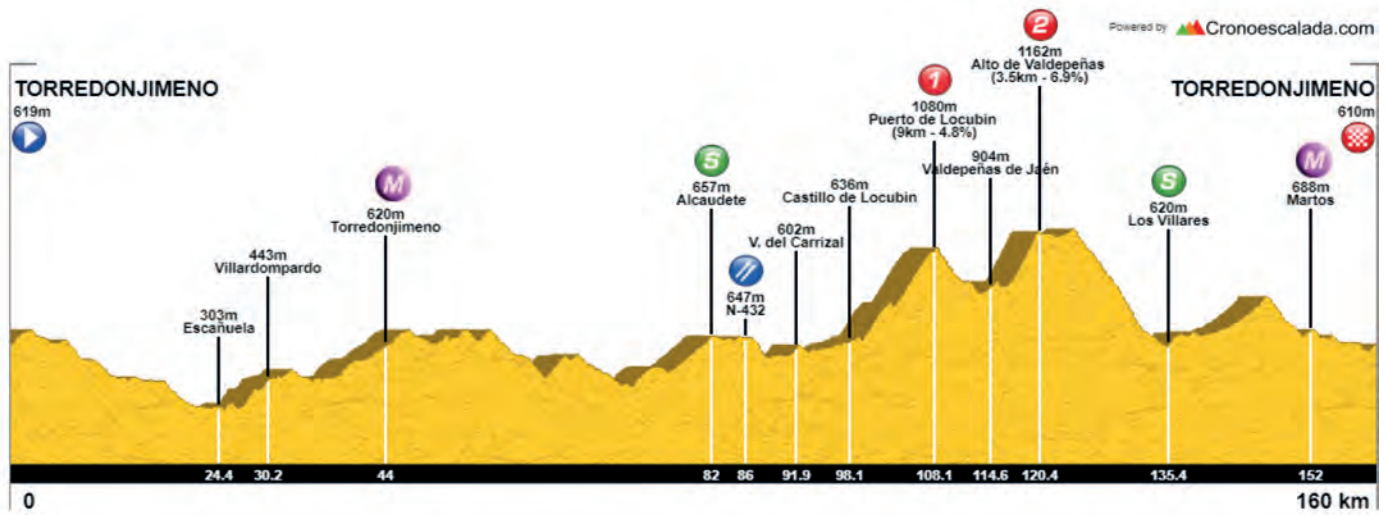 Powered by Cronoescalada.com
TORREDONJIMENO
619m
M
620m
Torredonjimeno
303m
Escañuela
443m
Villardompardo
S
657m
Alcaudete
647m
N-432
602m
V. del Carrizal
636m
Castillo de Locubin
1
1080m
Puerto de Locubin
(9km - 4.8%)
904m
Valdepeñas de Jaén
2
1162m
Alto de Valdepeñas
(3.5km - 6.9%)
S
620m
Los Villares
M
688m
Martos
TORREDONJIMENO
610m
24.4 30.2 44 82 86 91.9 98.1 108.1 114.6 120.4 135.4 152
0 160 km